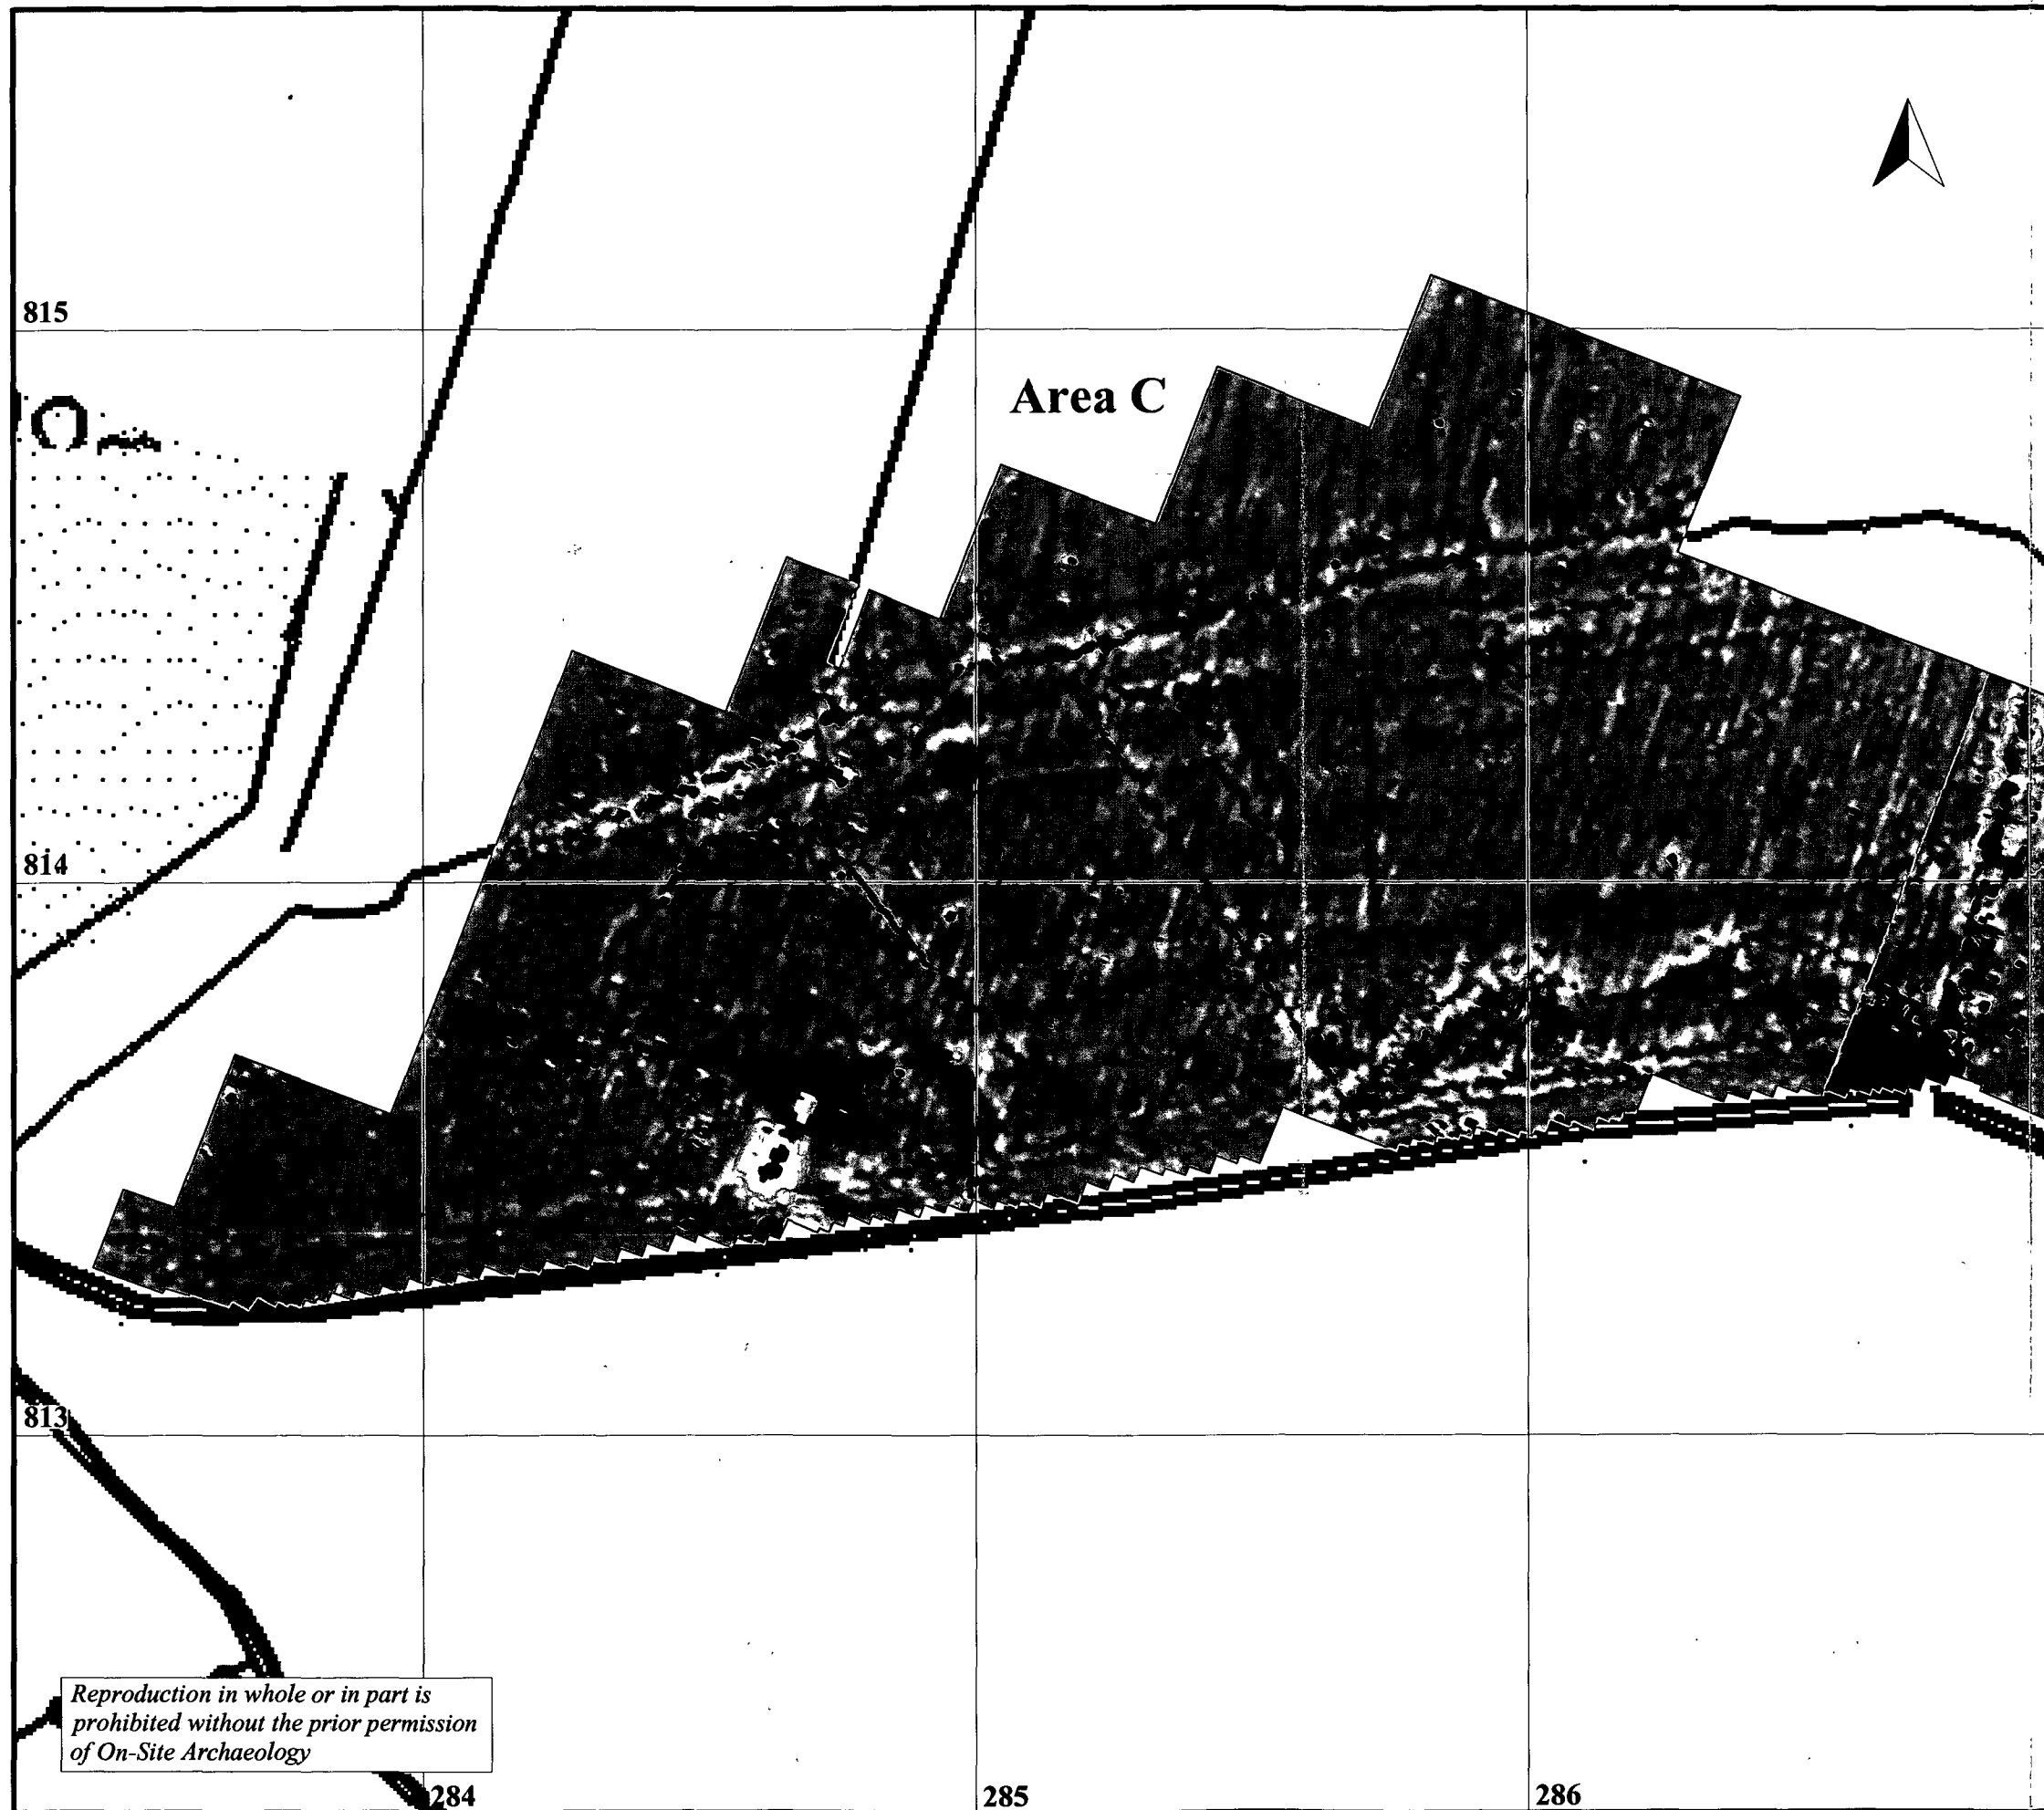 815
Area C
814
813
Reproduction in whole or in part is
prohibited without the prior permission
of On-Site Archaeology
284
285
286